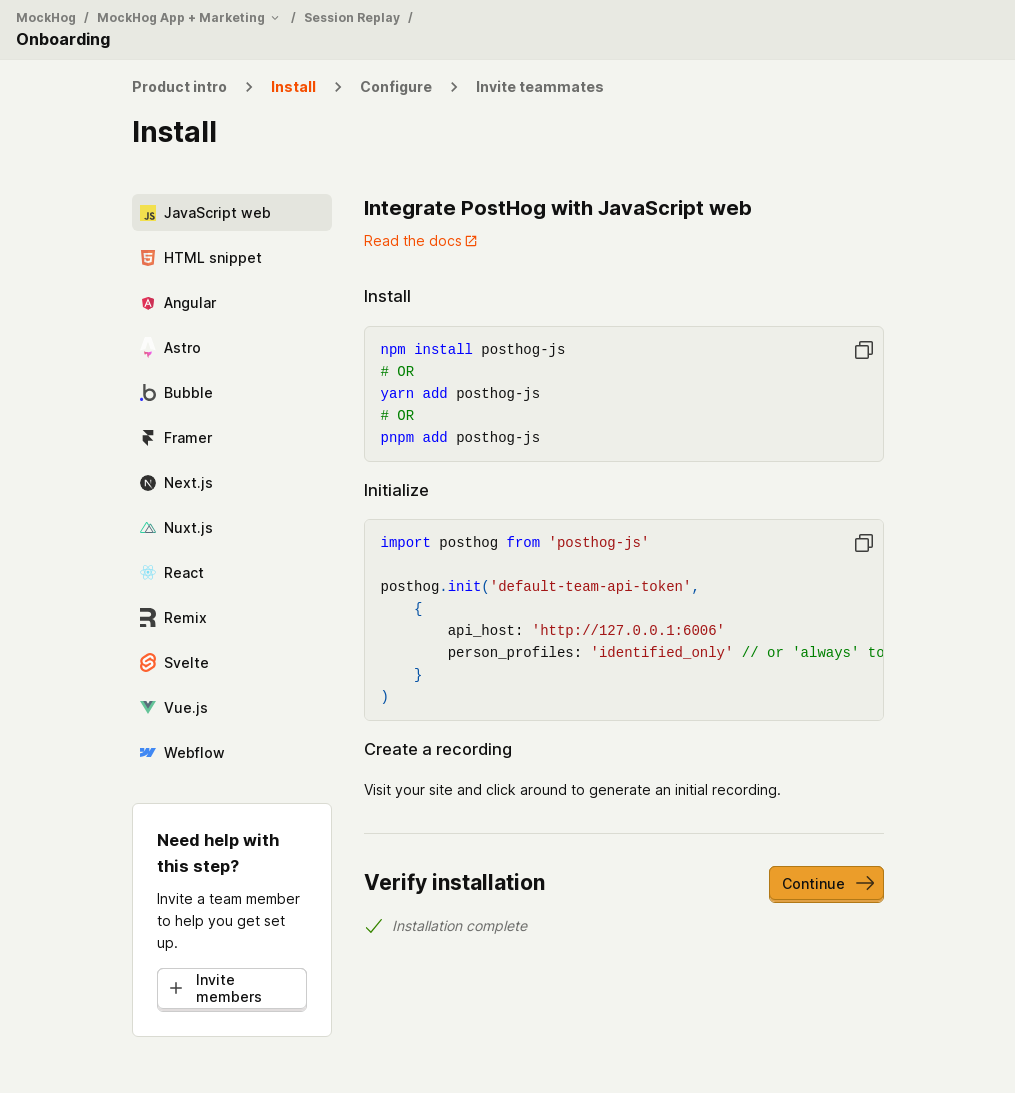 MockHog / MockHog App + Marketing / Session Replay /
Onboarding
Product intro Install Configure Invite teammates
Install
JavaScript web
HTML snippet
Angular
Astro
Bubble
Framer
Next.js
Nuxt.js
React
Remix
Svelte
Vue.js
Webflow
Need help with
this step?
Invite a team member
to help you get set
up.
Invite
members
Integrate PostHog with JavaScript web
Read the docs
Install
npm install posthog-js
# OR
yarn add posthog-js
# OR
pnpm add posthog-js
Initialize
import posthog from 'posthog-js'
posthog.init('default-team-api-token',
{
api_host: 'http://127.0.0.1:6006'
person_profiles: 'identified_only' // or 'always' to
}
)
Create a recording
Visit your site and click around to generate an initial recording.
Verify installation
Continue
Installation complete